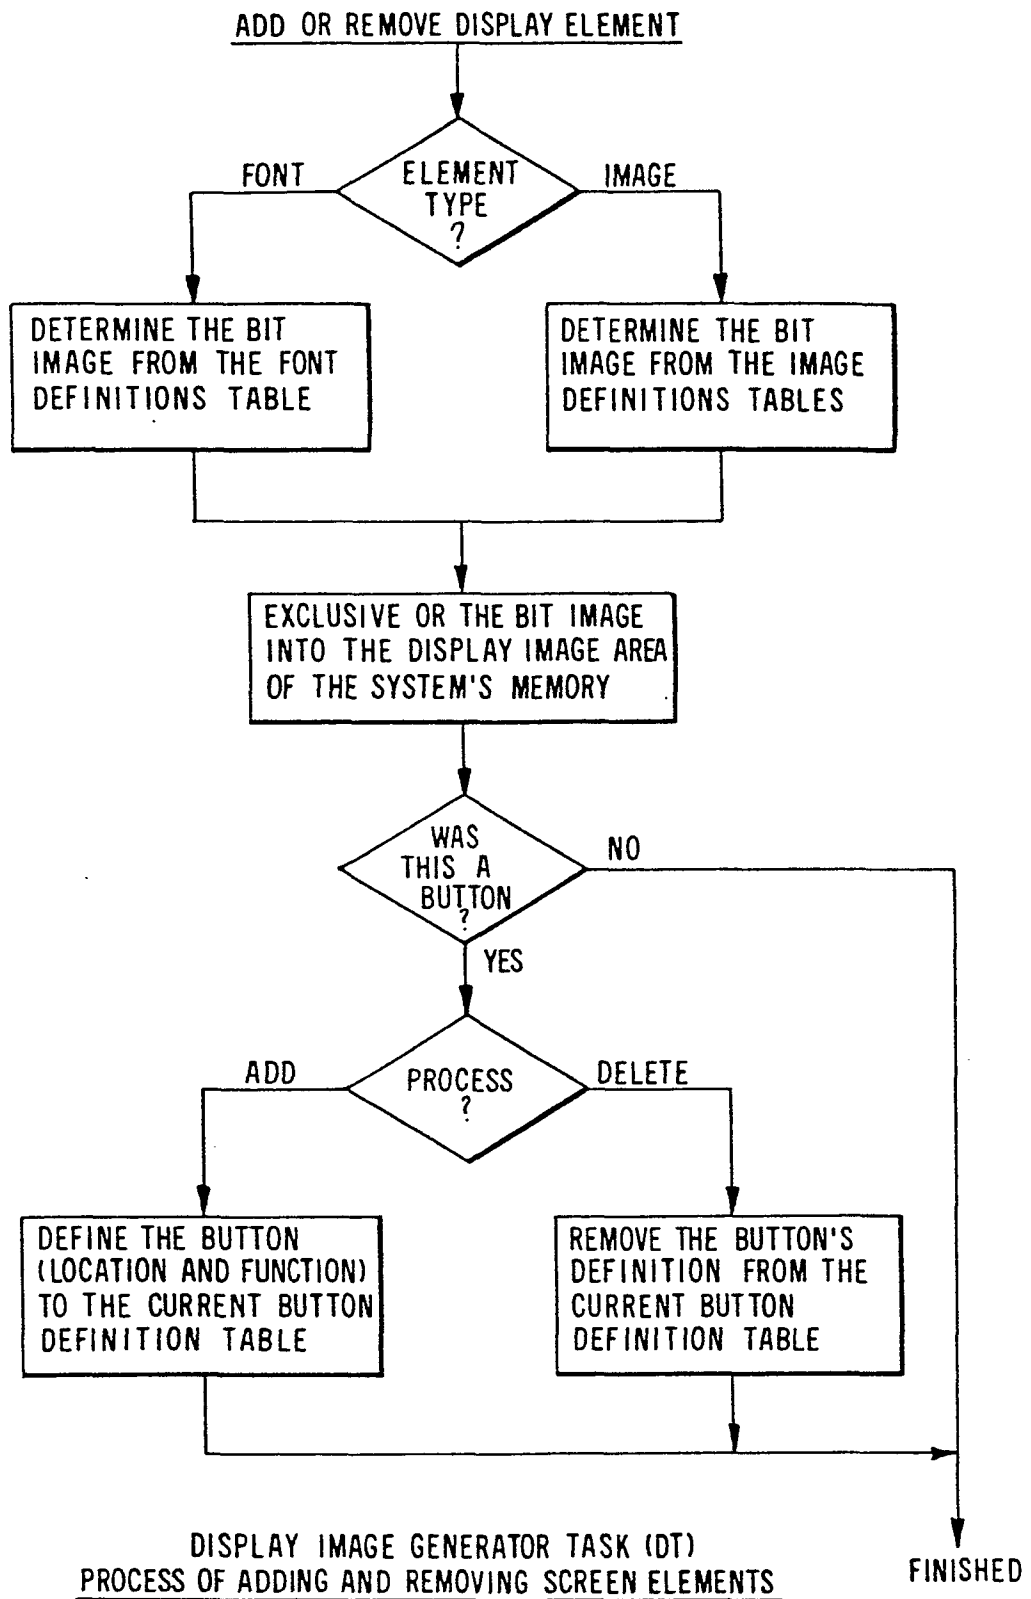 ADD OR REMOVE DISPLAY ELEMENT
FONT
ELEMENT
TYPE
?
IMAGE
DETERMINE THE BIT
IMAGE FROM THE FONT
DEFINITIONS TABLE
DETERMINE THE BIT
IMAGE FROM THE IMAGE
DEFINITIONS TABLES
EXCLUSIVE OR THE BIT IMAGE
INTO THE DISPLAY IMAGE AREA
OF THE SYSTEM'S MEMORY
WAS
THIS A
BUTTON
?
NO
YES
ADD
PROCESS
?
DELETE
DEFINE THE BUTTON
(LOCATION AND FUNCTION)
TO THE CURRENT BUTTON
DEFINITION TABLE
REMOVE THE BUTTON'S
DEFINITION FROM THE
CURRENT BUTTON
DEFINITION TABLE
DISPLAY IMAGE GENERATOR TASK (DT)
PROCESS OF ADDING AND REMOVING SCREEN ELEMENTS
FINISHED